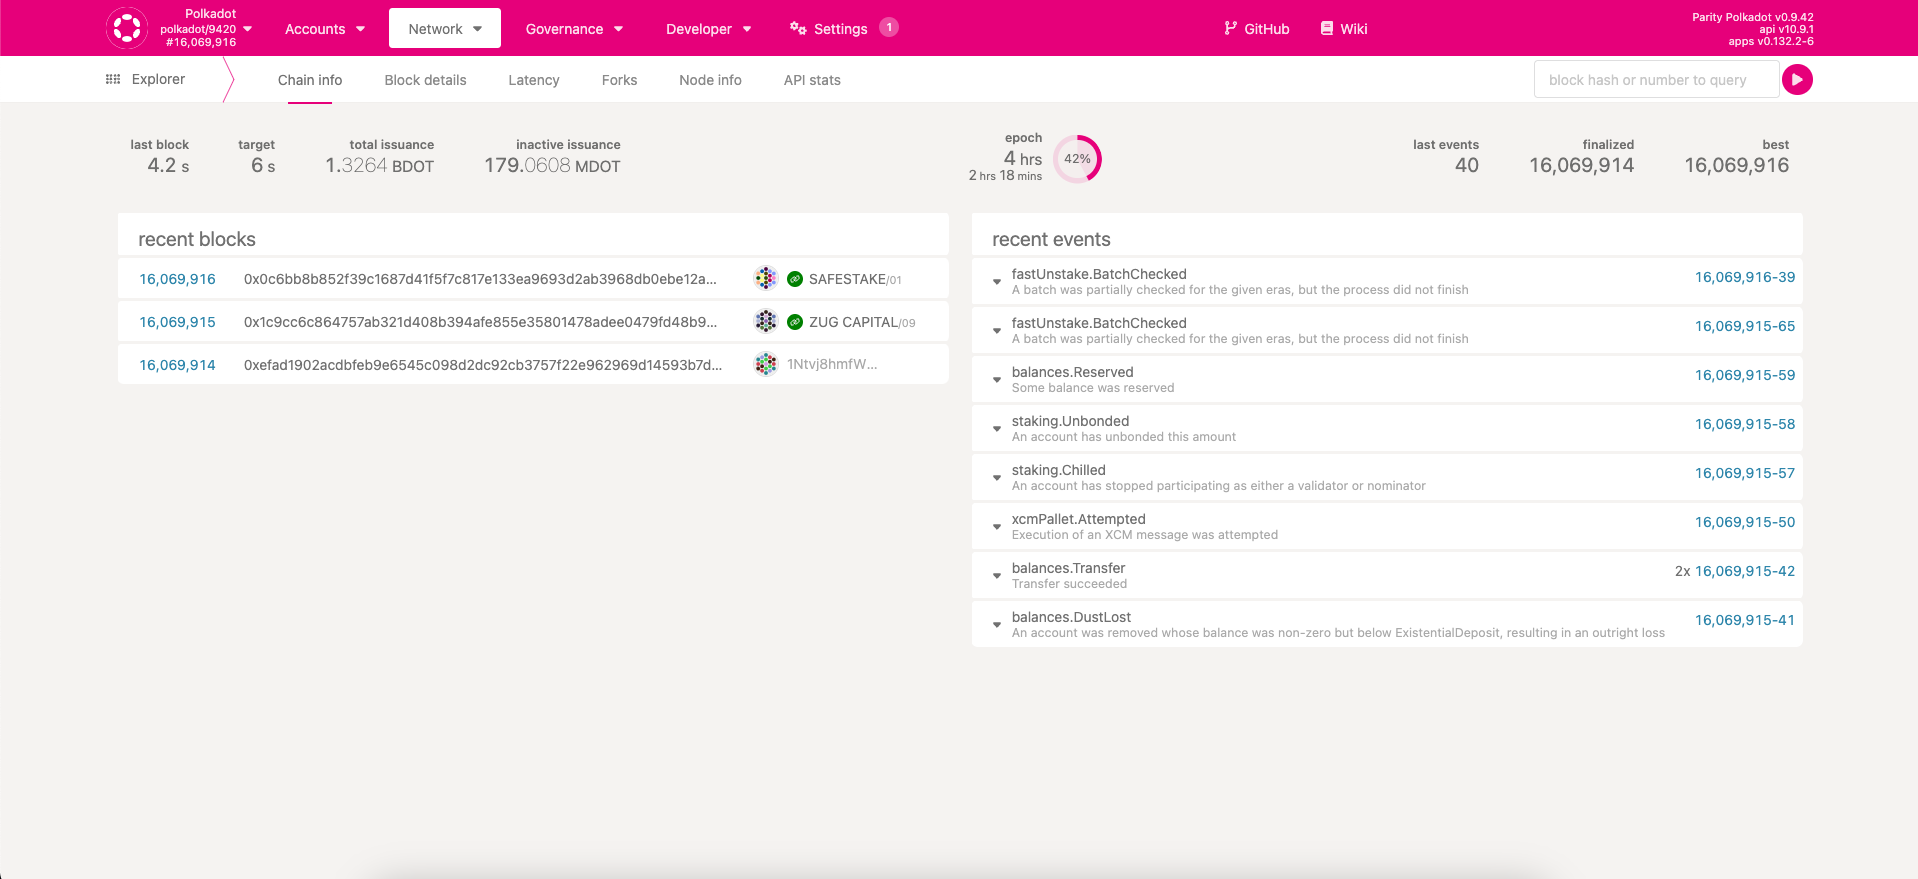 Polkadot
polkadot/9420
#16,069,916
Accounts
Network
Governance
Developer
Settings 1
GitHub
Wiki
Parity Polkadot v0.9.42
api v10.9.1
apps v0.132.2-6
Explorer
Chain info
Block details
Latency
Forks
Node info
API stats
block hash or number to query
last block
4.2 s
target
6 s
total issuance
1.3264 BDOT
inactive issuance
179.0608 MDOT
epoch
4 hrs
2 hrs 18 mins
42%
last events
40
finalized
16,069,914
best
16,069,916
recent blocks
16,069,916 0x0c6bb8b852f39c1687d41f5f7c817e133ea9693d2ab3968db0ebe12a... SAFESTAKE/01
16,069,915 0x1c9cc6c864757ab321d408b394afe855e35801478adee0479fd48b9... ZUG CAPITAL/09
16,069,914 0xefad1902acdbfeb9e6545c098d2dc92cb3757f22e962969d14593b7d... 1Ntvj8hmfW...
recent events
fastUnstake.BatchChecked 16,069,916-39
A batch was partially checked for the given eras, but the process did not finish
fastUnstake.BatchChecked 16,069,915-65
A batch was partially checked for the given eras, but the process did not finish
balances.Reserved 16,069,915-59
Some balance was reserved
staking.Unbonded 16,069,915-58
An account has unbonded this amount
staking.Chilled 16,069,915-57
An account has stopped participating as either a validator or nominator
xcmPallet.Attempted 16,069,915-50
Execution of an XCM message was attempted
balances.Transfer 2x 16,069,915-42
Transfer succeeded
balances.DustLost 16,069,915-41
An account was removed whose balance was non-zero but below ExistentialDeposit, resulting in an outright loss